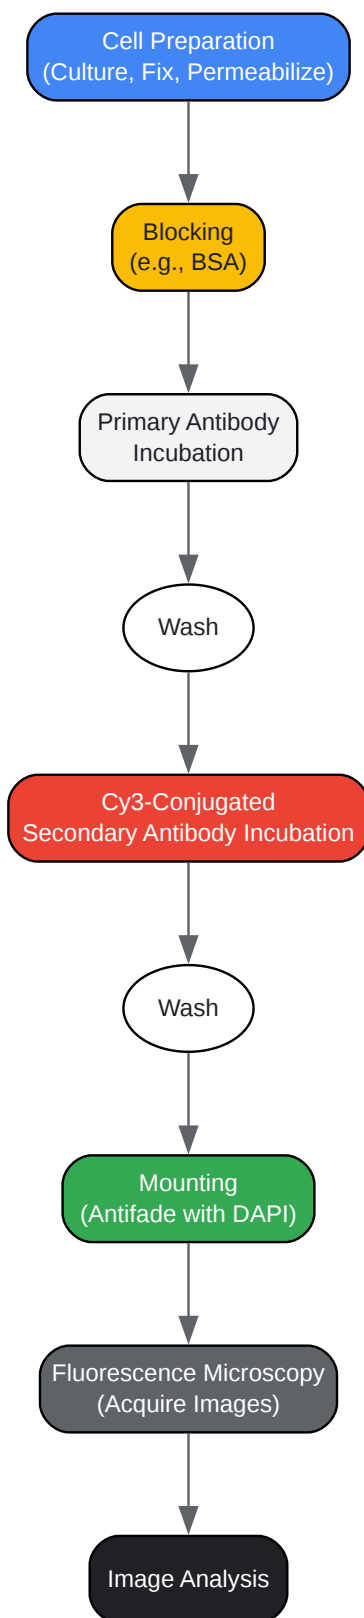 Cell Preparation
(Culture, Fix, Permeabilize)
Blocking
(e.g., BSA)
Primary Antibody
Incubation
Wash
Cy3-Conjugated
Secondary Antibody Incubation
Wash
Mounting
(Antifade with DAPI)
Fluorescence Microscopy
(Acquire Images)
Image Analysis